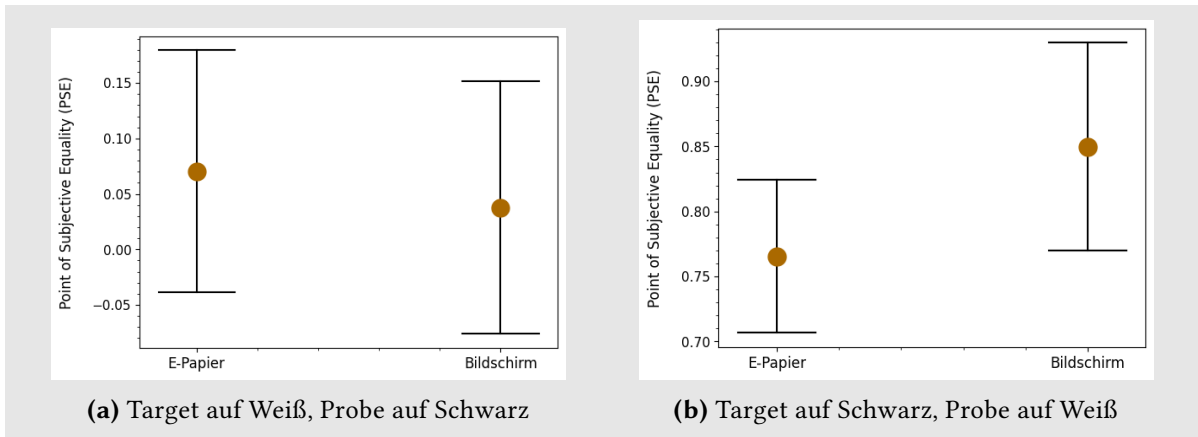 Point of Subjective Equality (PSE)
0.15
0.10
0.05
0.00
−0.05
E-Papier
Bildschirm
(a) Target auf Weiß, Probe auf Schwarz
Point of Subjective Equality (PSE)
0.90
0.85
0.80
0.75
0.70
E-Papier
Bildschirm
(b) Target auf Schwarz, Probe auf Weiß